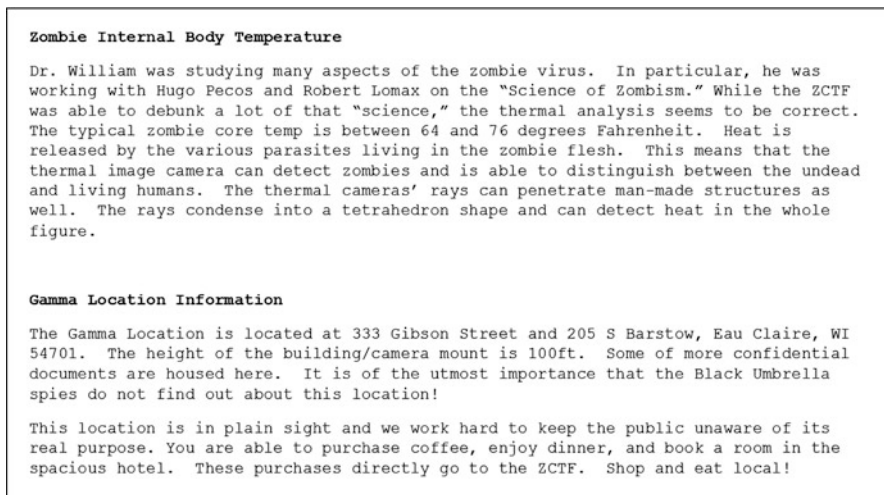 Zombie Internal Body Temperature
Dr. William was studying many aspects of the zombie virus.  In particular, he was
working with Hugo Pecos and Robert Lomax on the “Science of Zombism.” While the ZCTF
was able to debunk a lot of that “science,” the thermal analysis seems to be correct.
The typical zombie core temp is between 64 and 76 degrees Fahrenheit.  Heat is
released by the various parasites living in the zombie flesh.  This means that the
thermal image camera can detect zombies and is able to distinguish between the undead
and living humans.  The thermal cameras’ rays can penetrate man-made structures as
well.  The rays condense into a tetrahedron shape and can detect heat in the whole
figure.
Gamma Location Information
The Gamma Location is located at 333 Gibson Street and 205 S Barstow, Eau Claire, WI
54701.  The height of the building/camera mount is 100ft.  Some of more confidential
documents are housed here.  It is of the utmost importance that the Black Umbrella
spies do not find out about this location!
This location is in plain sight and we work hard to keep the public unaware of its
real purpose. You are able to purchase coffee, enjoy dinner, and book a room in the
spacious hotel.  These purchases directly go to the ZCTF.  Shop and eat local!